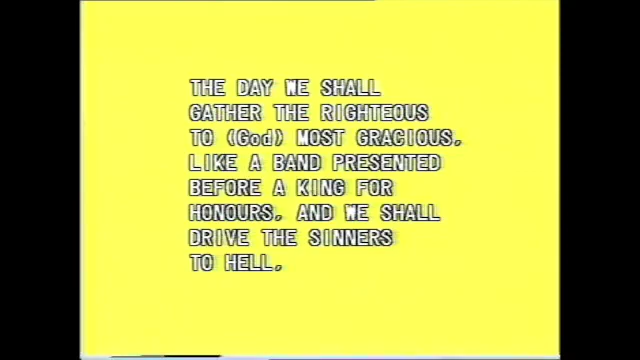 THE DAY WE SHALL
GATHER THE RIGHTEOUS
TO (God) MOST GRACIOUS,
LIKE A BAND PRESENTED
BEFORE A KING FOR
HONOURS, AND WE SHALL
DRIVE THE SINNERS
TO HELL,